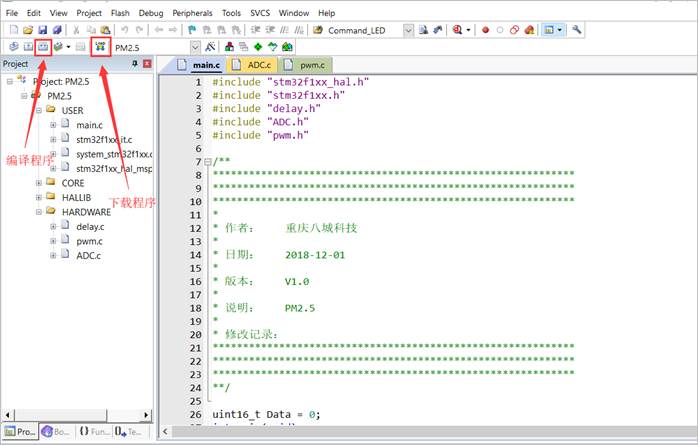 File Edit View Project Flash Debug Peripherals Tools SVCS Window Help
Command_LED
PM2.5
Project
main.c ADC.c pwm.c
Project: PM2.5
PM2.5
USER
main.c
stm32f1xx_it.c
system_stm32f1xx.c
stm32f1xx_hal_msp
CORE
HALLIB
HARDWARE
delay.c
pwm.c
ADC.c
编译程序
下载程序
Pro... Bo... {} Fun... Te...
1 #include "stm32f1xx_hal.h"
2 #include "stm32f1xx.h"
3 #include "delay.h"
4 #include "ADC.h"
5 #include "pwm.h"
6
7 /**
8 ************************************************************
9 ************************************************************
10 ************************************************************
11 *
12 * 作者: 重庆八城科技
13 *
14 * 日期: 2018-12-01
15 *
16 * 版本: V1.0
17 *
18 * 说明: PM2.5
19 *
20 * 修改记录:
21 ************************************************************
22 ************************************************************
23 ************************************************************
24 **/
25
26 uint16_t Data = 0;